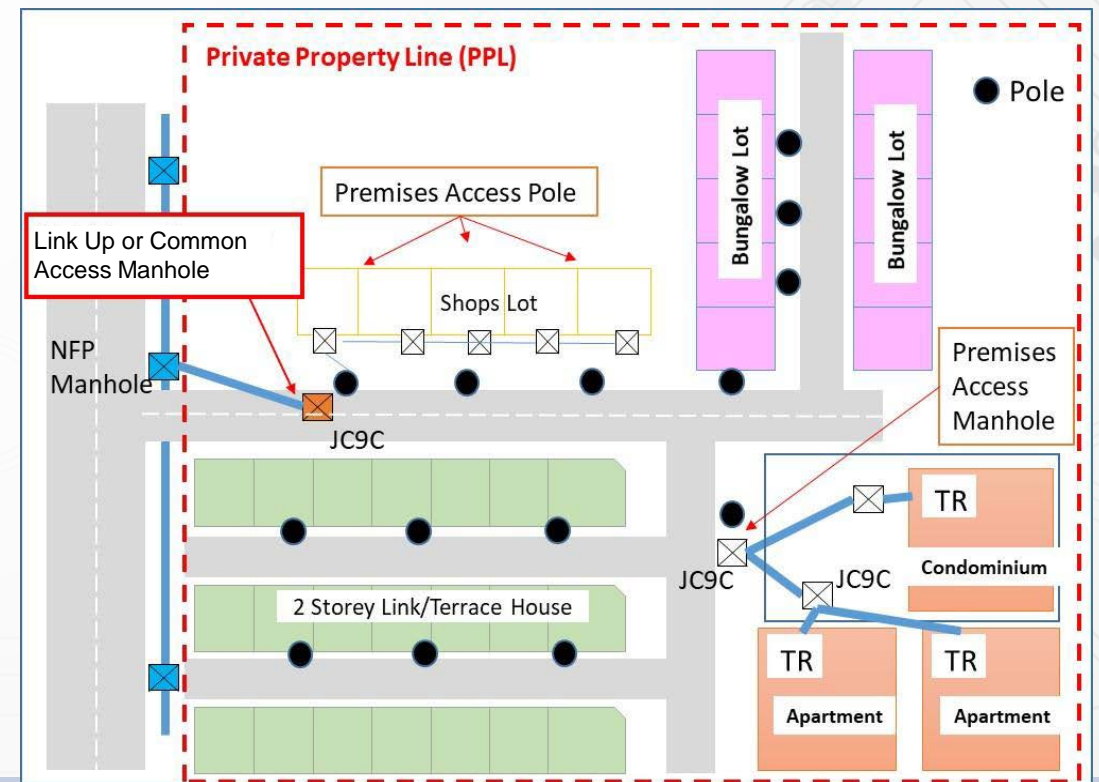 Private Property Line (PPL)
Pole
Bungalow Lot
Bungalow Lot
Premises Access Pole
Link Up or Common
Access Manhole
Shops Lot
NFP
Manhole
Premises
Access
Manhole
JC9C
TR
JC9C
JC9C
Condominium
2 Storey Link/Terrace House
TR
TR
Apartment
Apartment